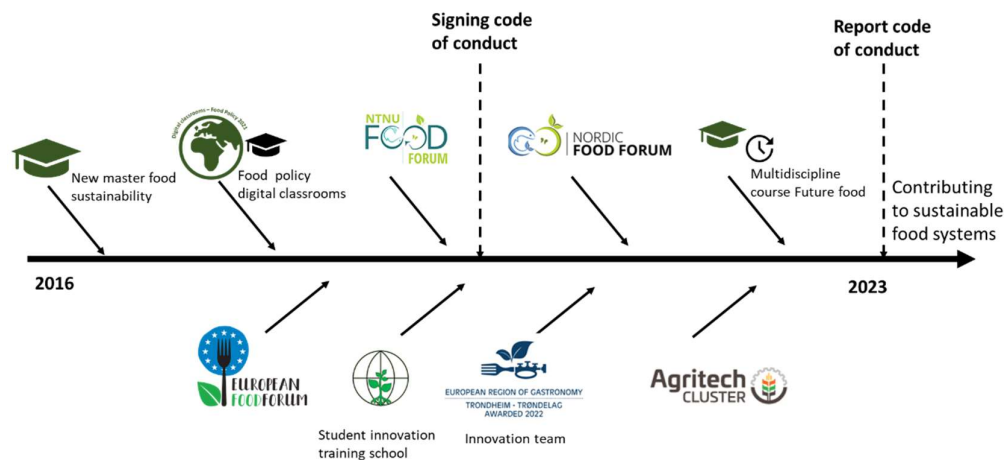 Signing code
of conduct
Report code
of conduct
Digital classrooms – Food Policy 2021
New master food
sustainability
Food policy
digital classrooms
NTNU
FOOD
FORUM
NORDIC
FOOD FORUM
Multidiscipline
course Future food
Contributing
to sustainable
food systems
2016
2023
EUROPEAN
FOODFORUM
Student innovation
training school
EUROPEAN REGION OF GASTRONOMY
TRONDHEIM - TRØNDELAG
AWARDED 2022
Innovation team
Agritech
CLUSTER